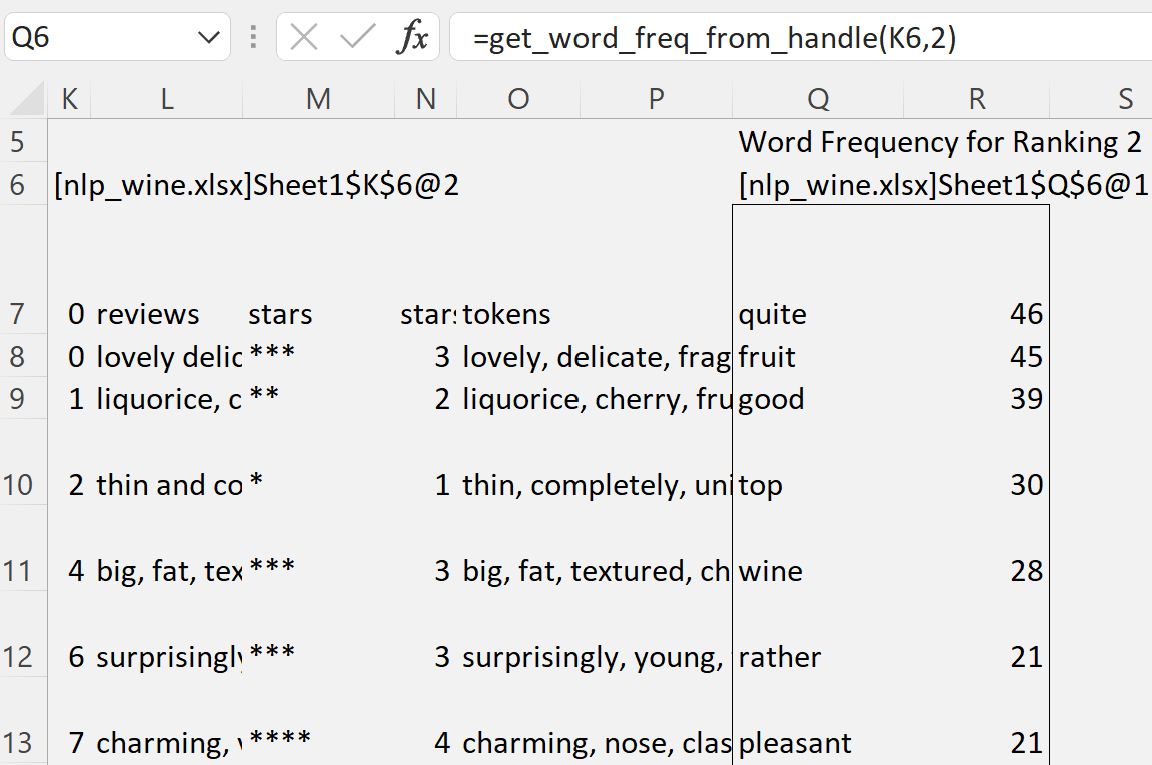 Q6 fx =get_word_freq_from_handle(K6,2)
K L M N O P Q R S
5 Word Frequency for Ranking 2
6 [nlp_wine.xlsx]Sheet1$K$6@2 [nlp_wine.xlsx]Sheet1$Q$6@1
7 0 reviews stars stars tokens quite 46
8 0 lovely delic *** 3 lovely, delicate, frag fruit 45
9 1 liquorice, c ** 2 liquorice, cherry, fru good 39
10 2 thin and co * 1 thin, completely, uni top 30
11 4 big, fat, tex *** 3 big, fat, textured, ch wine 28
12 6 surprisingly *** 3 surprisingly, young, rather 21
13 7 charming, **** 4 charming, nose, clas pleasant 21